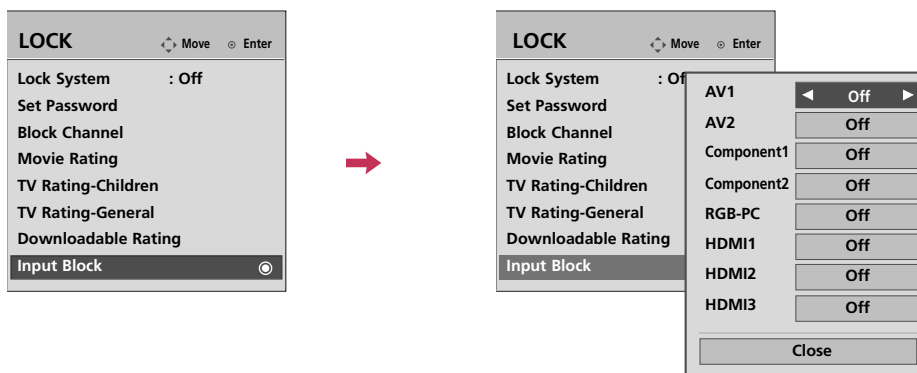 LOCK Move Enter
Lock System : Off
Set Password
Block Channel
Movie Rating
TV Rating-Children
TV Rating-General
Downloadable Rating
Input Block
LOCK Move Enter
Lock System : Of
Set Password
Block Channel
Movie Rating
TV Rating-Children
TV Rating-General
Downloadable Rating
Input Block
AV1 Off
AV2 Off
Component1 Off
Component2 Off
RGB-PC Off
HDMI1 Off
HDMI2 Off
HDMI3 Off
Close